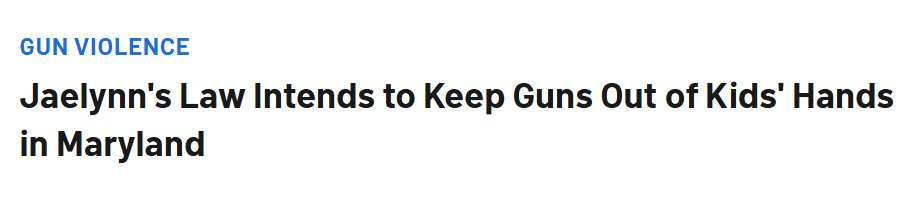 GUN VIOLENCE
Jaelynn's Law Intends to Keep Guns Out of Kids' Hands
in Maryland